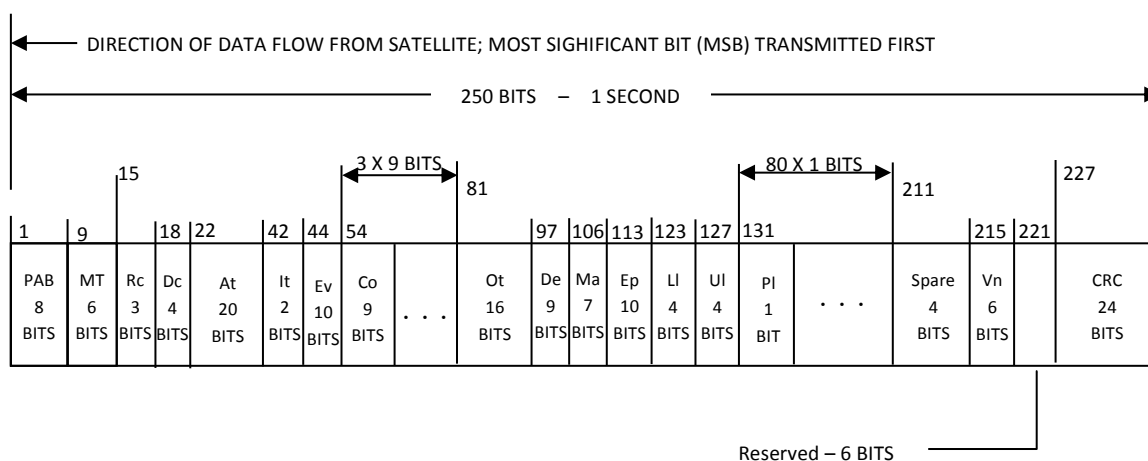 DIRECTION OF DATA FLOW FROM SATELLITE; MOST SIGHIFICANT BIT (MSB) TRANSMITTED FIRST
250 BITS – 1 SECOND
3 X 9 BITS
80 X 1 BITS
15
81
211
227
1 9 18 22 42 44 54 97 106 113 123 127 131 215 221
PAB MT Rc Dc At It Ev Co Ot De Ma Ep Ll Ul Pl Spare Vn CRC
8 6 3 4 20 2 10 9 . . . 16 9 7 10 4 4 1 . . . 4 6 24
BITS BITS BITS BITS BITS BITS BITS BITS BITS BITS BITS BITS BITS BITS BIT BITS BITS BITS
Reserved – 6 BITS